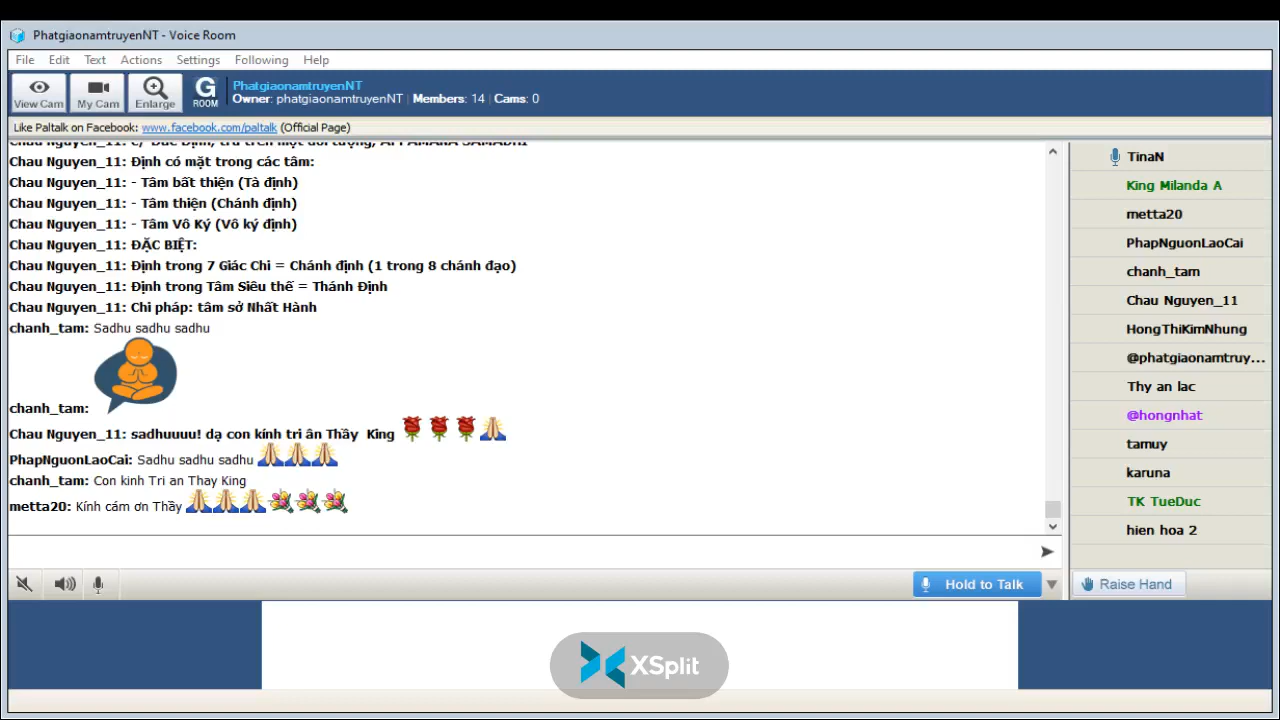 PhatgiaonamtruyenNT - Voice Room
File Edit Text Actions Settings Following Help
View Cam
My Cam
Enlarge
G ROOM
PhatgiaonamtruyenNT
Owner: phatgiaonamtruyenNT | Members: 14 | Cams: 0
Like Paltalk on Facebook: www.facebook.com/paltalk (Official Page)
Chau Nguyen_11:
Chau Nguyen_11: Định có mặt trong các tâm:
Chau Nguyen_11: - Tâm bất thiện (Tà định)
Chau Nguyen_11: - Tâm thiện (Chánh định)
Chau Nguyen_11: - Tâm Vô Ký (Vô ký định)
Chau Nguyen_11: ĐẶC BIỆT:
Chau Nguyen_11: Định trong 7 Giác Chi = Chánh định (1 trong 8 chánh đạo)
Chau Nguyen_11: Định trong Tâm Siêu thế = Thánh Định
Chau Nguyen_11: Chi pháp: tâm sở Nhất Hành
chanh_tam: Sadhu sadhu sadhu
chanh_tam:
Chau Nguyen_11: sadhuuuu! dạ con kính tri ân Thầy King
PhapNguonLaoCai: Sadhu sadhu sadhu
chanh_tam: Con kinh Tri an Thay King
metta20: Kính cám ơn Thầy
TinaN
King Milanda A
metta20
PhapNguonLaoCai
chanh_tam
Chau Nguyen_11
HongThiKimNhung
@phatgiaonamtruy...
Thy an lac
@hongnhat
tamuy
karuna
TK TueDuc
hien hoa 2
Hold to Talk
Raise Hand
XSplit